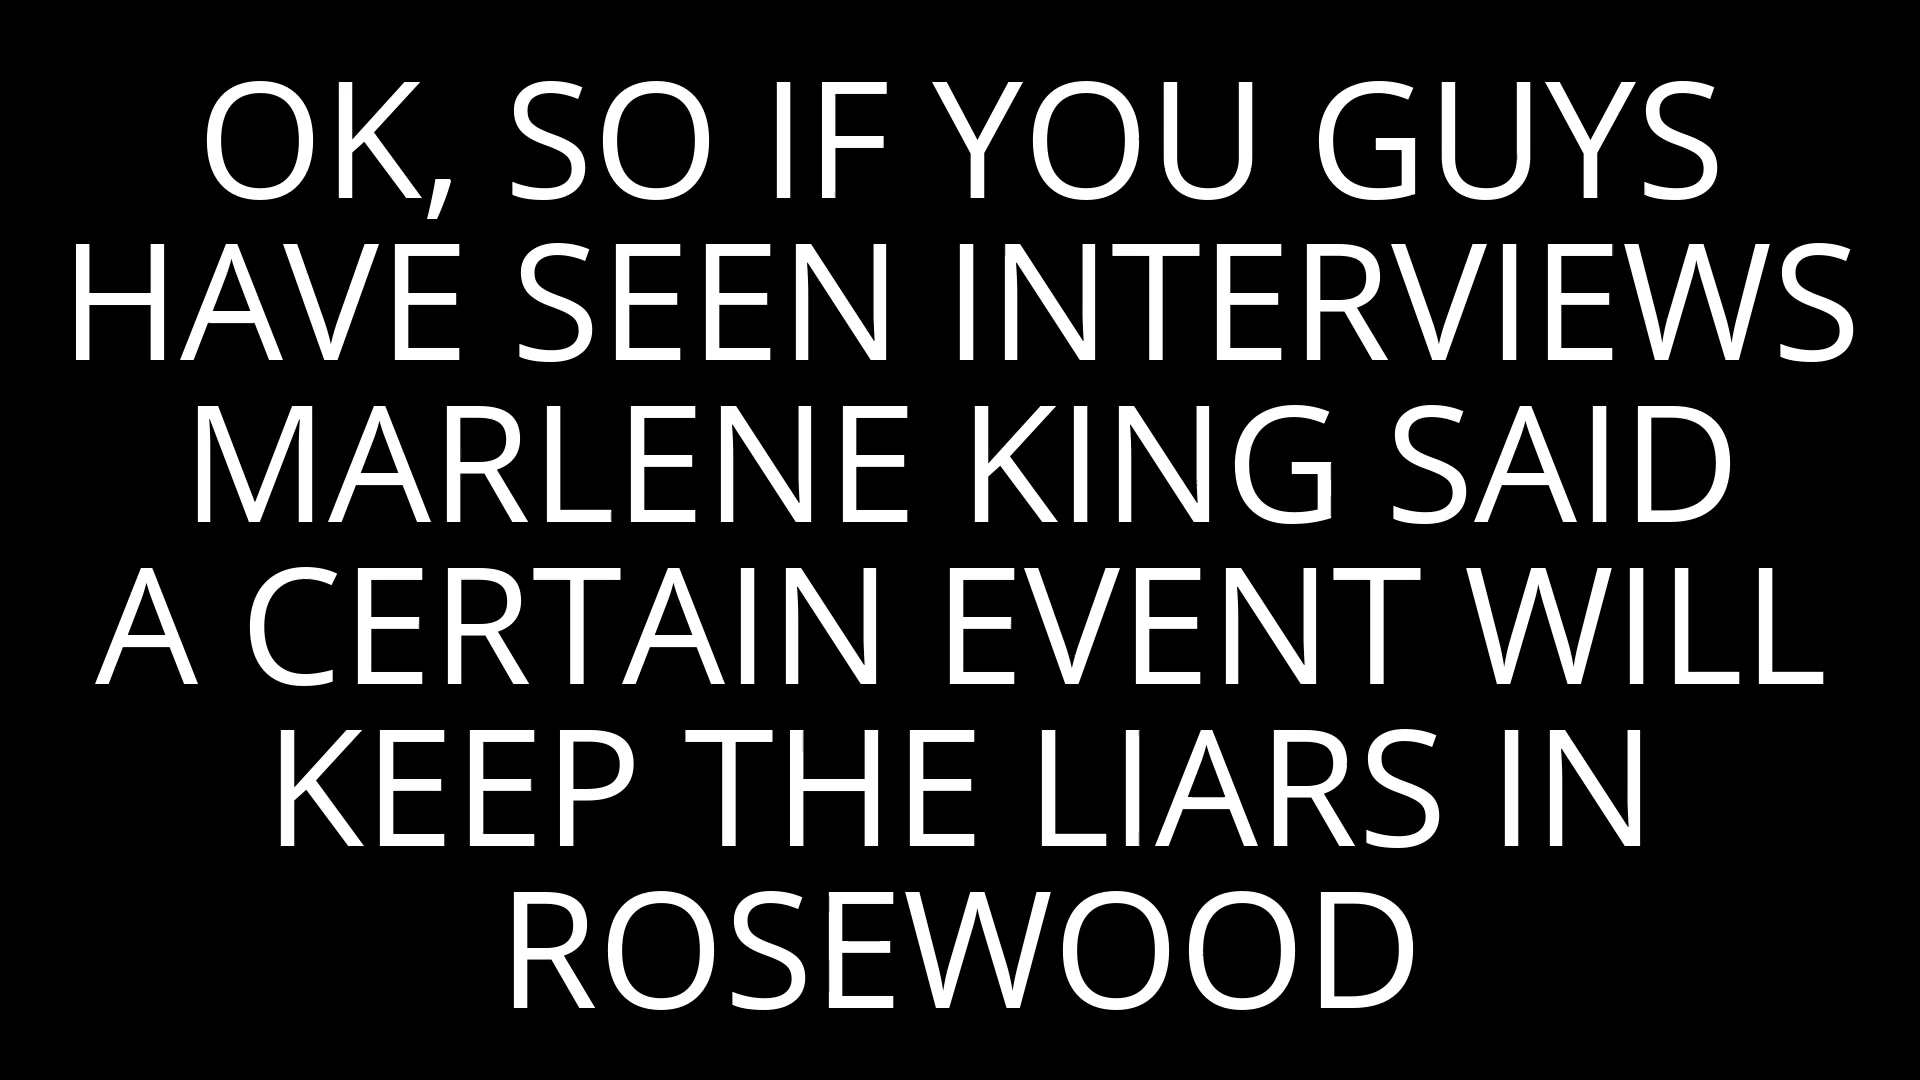 OK, SO IF YOU GUYS
HAVE SEEN INTERVIEWS
MARLENE KING SAID
A CERTAIN EVENT WILL
KEEP THE LIARS IN
ROSEWOOD